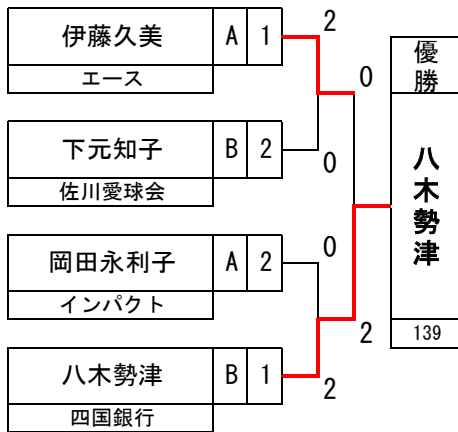 伊藤久美 A 1 2
エース
0
下元知子 B 2 0
佐川愛球会
岡田永利子 A 2 0
インパクト
2
八木勢津 B 1 2
四国銀行
優勝
八木勢津
139